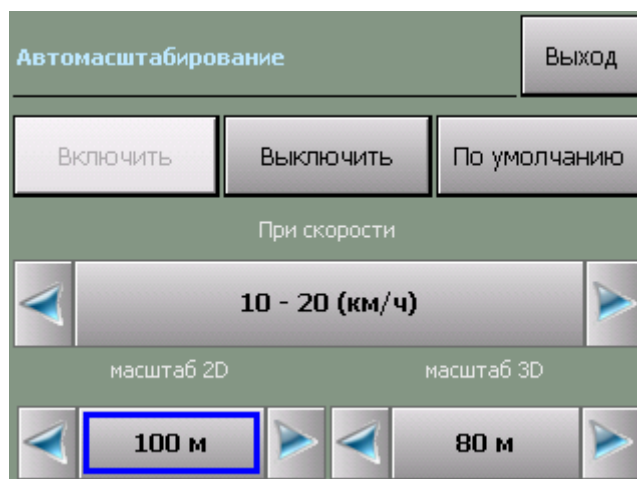 Автомасштабирование
Выход
Включить Выключить По умолчанию
При скорости
10 - 20 (км/ч)
масштаб 2D масштаб 3D
100 м 80 м